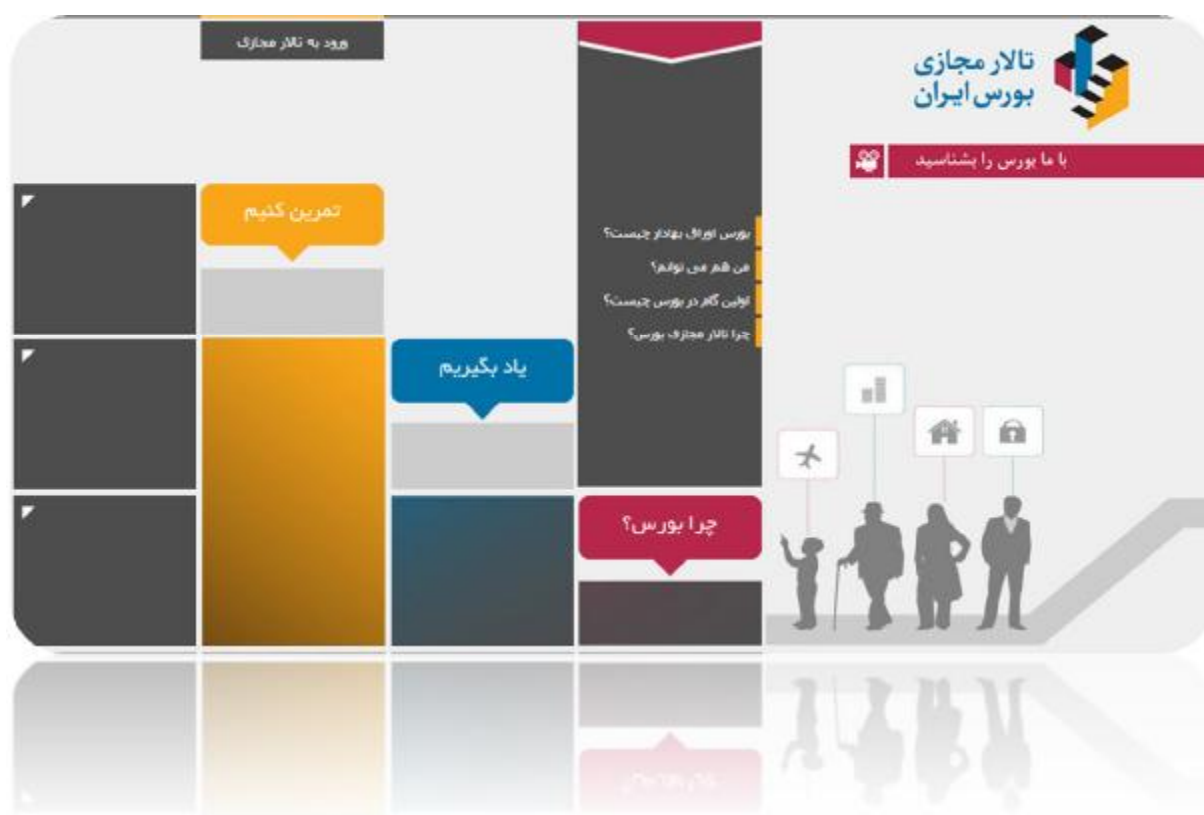 تالار مجازی
بورس ایران
با ما بورس را بشناسید
ورود به تالار مجازی
بورس اوراق بهادار چیست؟
من هم می توانم؟
اولین گام در بورس چیست؟
چرا تالار مجازی بورس؟
تمرین کنیم
یاد بگیریم
چرا بورس؟